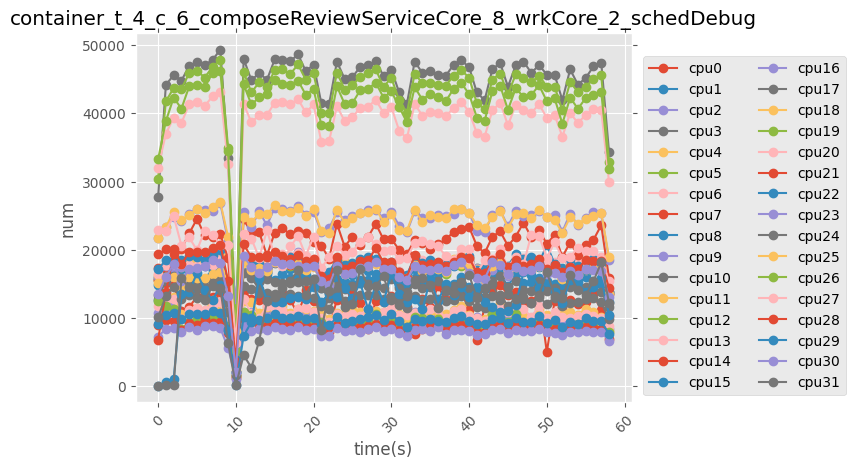 container_t_4_c_6_composeReviewServiceCore_8_wrkCore_2_schedDebug
50000
40000
30000
20000
10000
0
num
0
10
20
30
40
50
60
time(s)
cpu0
cpu1
cpu2
cpu3
cpu4
cpu5
cpu6
cpu7
cpu8
cpu9
cpu10
cpu11
cpu12
cpu13
cpu14
cpu15
cpu16
cpu17
cpu18
cpu19
cpu20
cpu21
cpu22
cpu23
cpu24
cpu25
cpu26
cpu27
cpu28
cpu29
cpu30
cpu31